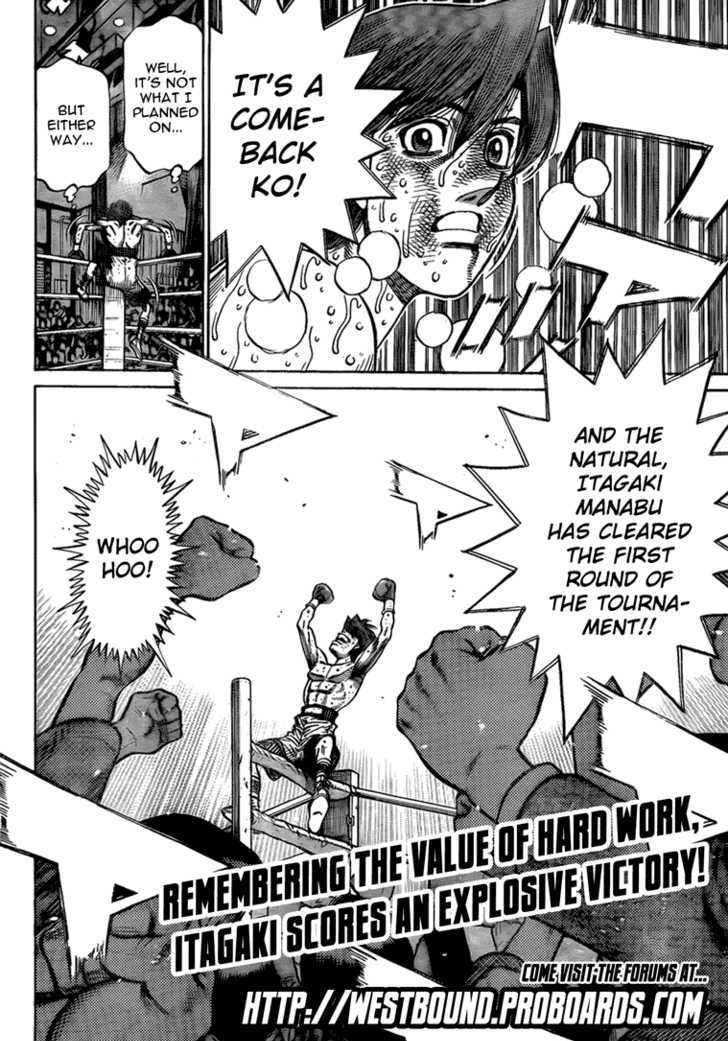 IT'S A
COME-
BACK
KO!
WELL,
IT'S NOT
WHAT I
PLANNED
ON...
BUT
EITHER
WAY...
AND THE
NATURAL,
ITAGAKI
MANABU
HAS CLEARED
THE FIRST
ROUND OF
THE TOURNA-
MENT!!
WHOO
HOO!
REMEMBERING THE VALUE OF HARD WORK,
ITAGAKI SCORES AN EXPLOSIVE VICTORY!
COME VISIT THE FORUMS AT...
HTTP://WESTBOUND.PROBOARDS.COM